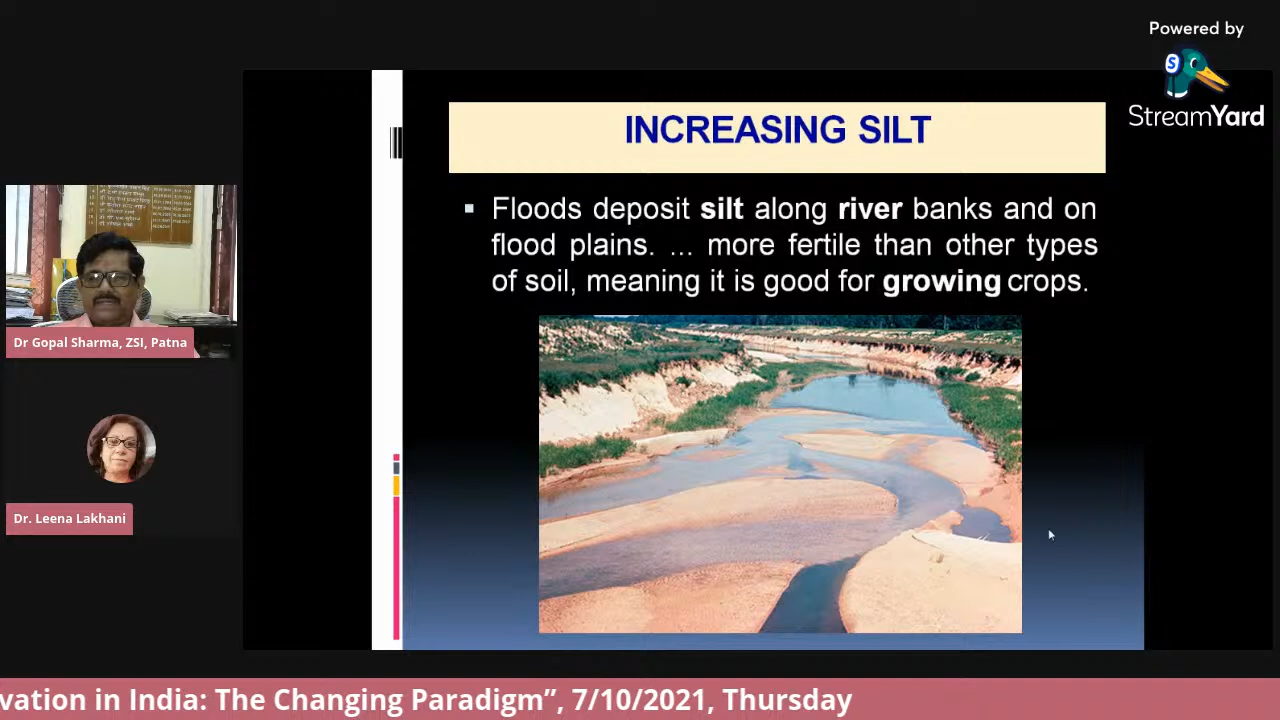 Powered by
StreamYard
INCREASING SILT
Floods deposit silt along river banks and on
flood plains. ... more fertile than other types
of soil, meaning it is good for growing crops.
Dr Gopal Sharma, ZSI, Patna
Dr. Leena Lakhani
vation in India: The Changing Paradigm”, 7/10/2021, Thursday